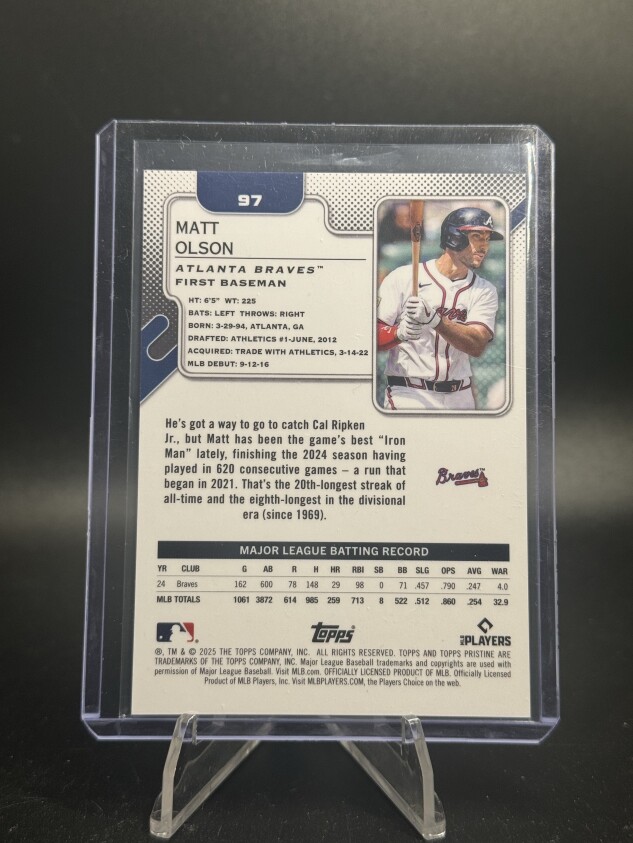 97
MATT
OLSON
ATLANTA BRAVES™
FIRST BASEMAN
HT: 6'5" WT: 225
BATS: LEFT THROWS: RIGHT
BORN: 3-29-94, ATLANTA, GA
DRAFTED: ATHLETICS #1-JUNE, 2012
ACQUIRED: TRADE WITH ATHLETICS, 3-14-22
MLB DEBUT: 9-12-16
He's got a way to go to catch Cal Ripken
Jr., but Matt has been the game's best "Iron
Man" lately, finishing the 2024 season having
played in 620 consecutive games – a run that
began in 2021. That's the 20th-longest streak of
all-time and the eighth-longest in the divisional
era (since 1969).
Braves™
MAJOR LEAGUE BATTING RECORD
YR CLUB G AB R H HR RBI SB BB SLG OPS AVG WAR
24 Braves 162 600 78 148 29 98 0 71 .457 .790 .247 4.0
MLB TOTALS 1061 3872 614 985 259 713 8 522 .512 .860 .254 32.9
Topps
MLB PLAYERS
®, TM & © 2025 THE TOPPS COMPANY, INC. ALL RIGHTS RESERVED. TOPPS AND TOPPS PRISTINE ARE
TRADEMARKS OF THE TOPPS COMPANY, INC. Major League Baseball trademarks and copyrights are used with
permission of Major League Baseball. Visit MLB.com. OFFICIALLY LICENSED PRODUCT OF MLB. Officially Licensed
Product of MLB Players, Inc. Visit MLBPLAYERS.COM, the Players Choice on the web.